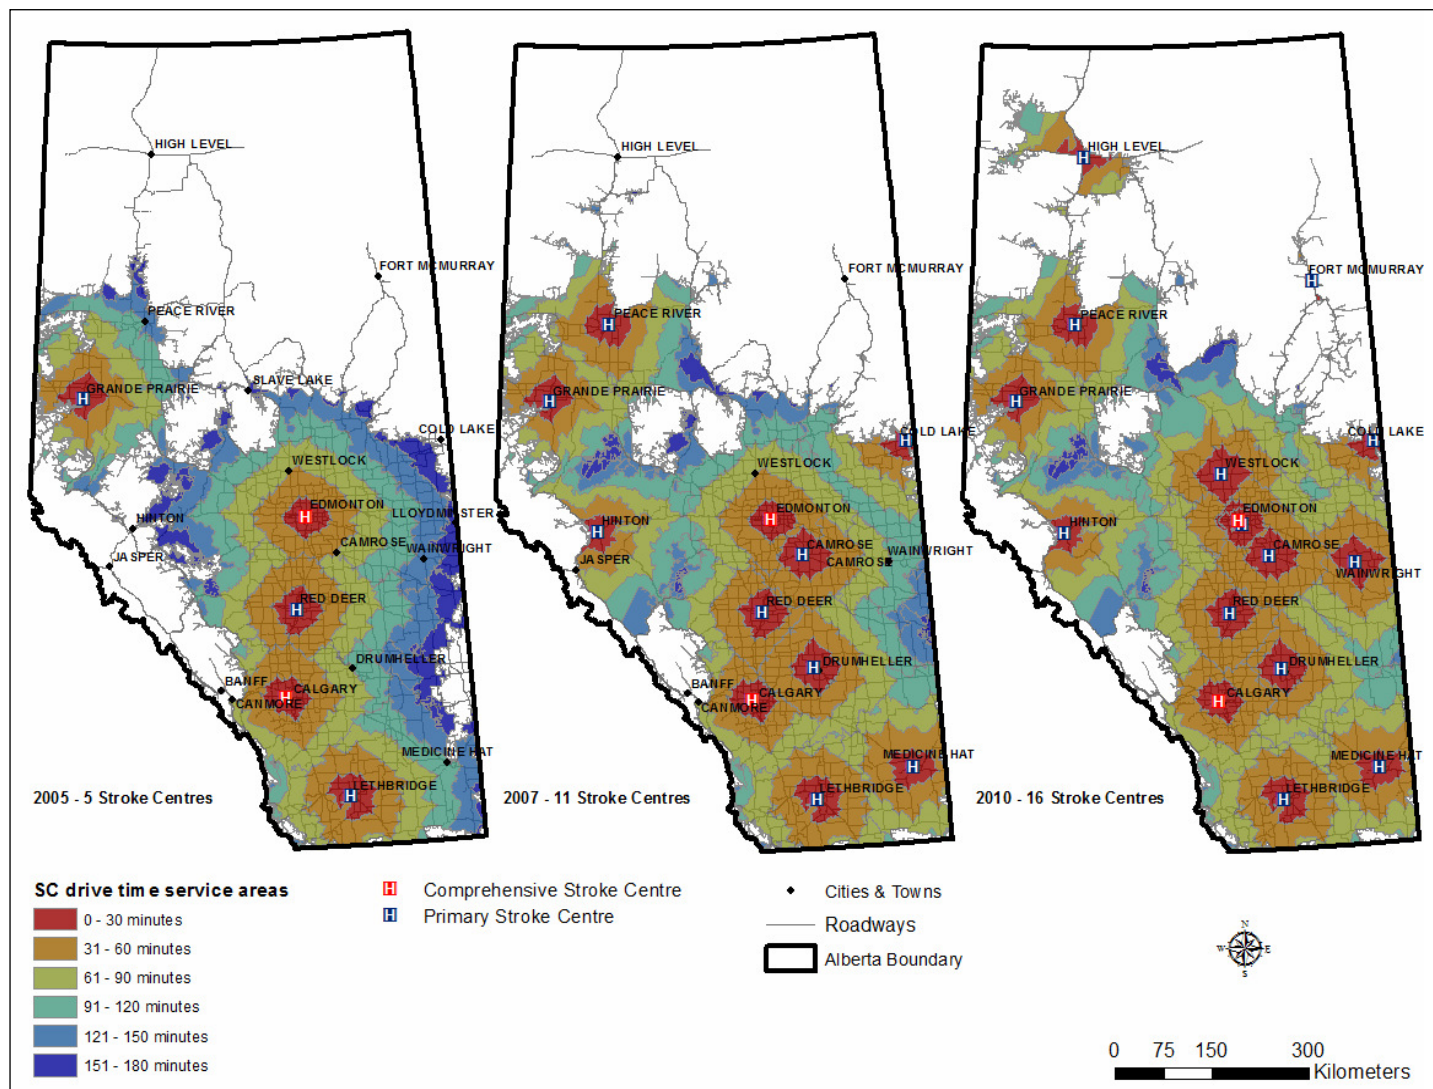 HIGH LEVEL
FORT MCMURRAY
PEACE RIVER
GRANDE PRAIRIE
SLAVE LAKE
COLD LAKE
WESTLOCK
EDMONTON
LLOYDMINSTER
HINTON
CAMROSE
WAINWRIGHT
JASPER
RED DEER
DRUMHELLER
BANFF
CALGARY
CANMORE
MEDICINE HAT
LETHBRIDGE
2005 - 5 Stroke Centres
HIGH LEVEL
FORT MCMURRAY
PEACE RIVER
GRANDE PRAIRIE
COLD LAKE
WESTLOCK
EDMONTON
HINTON
CAMROSE
CAMROSE
WAINWRIGHT
JASPER
RED DEER
DRUMHELLER
BANFF
CALGARY
CANMORE
MEDICINE HAT
LETHBRIDGE
2007 - 11 Stroke Centres
HIGH LEVEL
FORT MCMURRAY
PEACE RIVER
GRANDE PRAIRIE
COLD LAKE
WESTLOCK
EDMONTON
HINTON
CAMROSE
WAINWRIGHT
RED DEER
DRUMHELLER
CALGARY
MEDICINE HAT
LETHBRIDGE
2010 - 16 Stroke Centres
SC drive time service areas
0 - 30 minutes
31 - 60 minutes
61 - 90 minutes
91 - 120 minutes
121 - 150 minutes
151 - 180 minutes
H Comprehensive Stroke Centre
H Primary Stroke Centre
Cities & Towns
Roadways
Alberta Boundary
N
W E
S
0 75 150 300
Kilometers